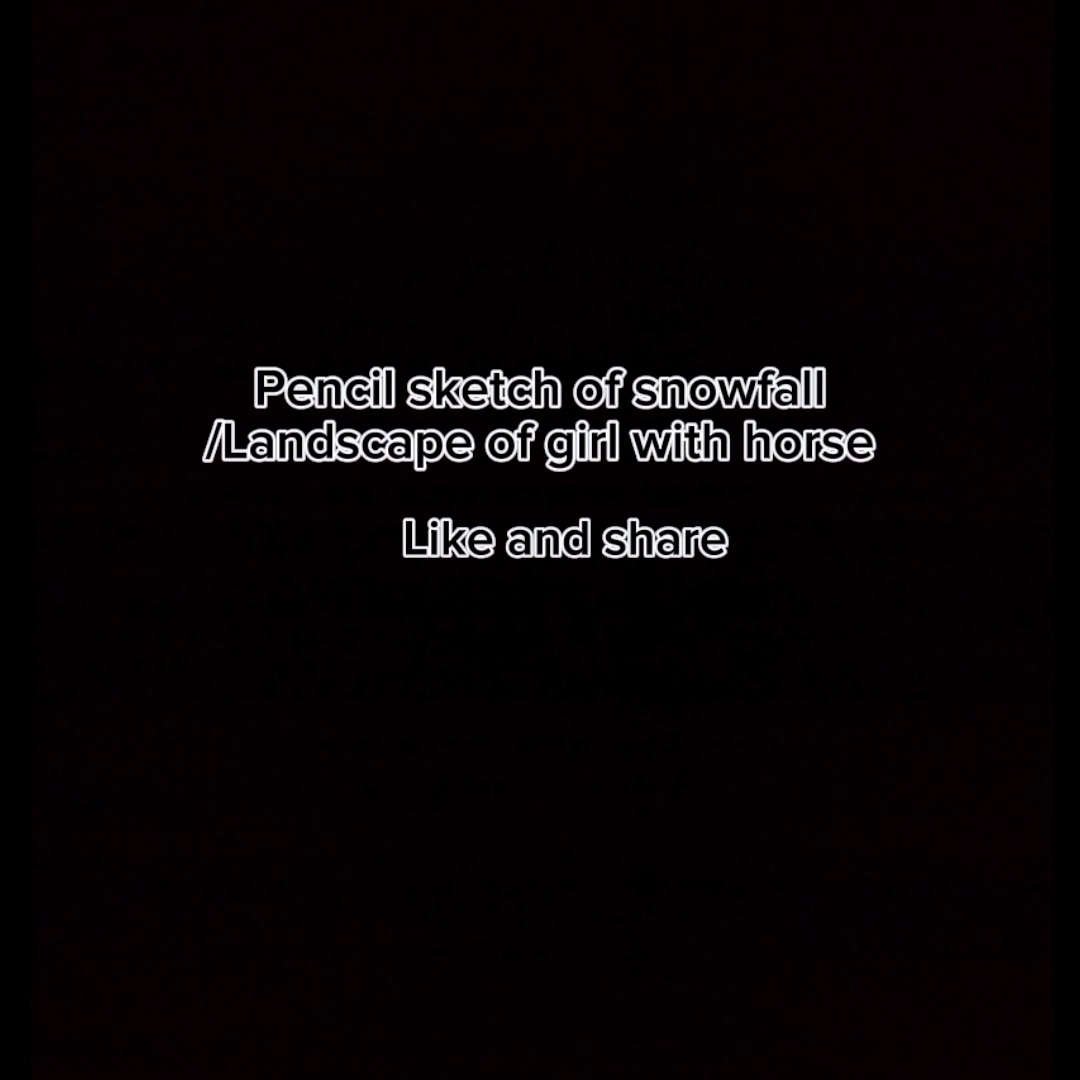 Pencil sketch of snowfall
/Landscape of girl with horse
Like and share